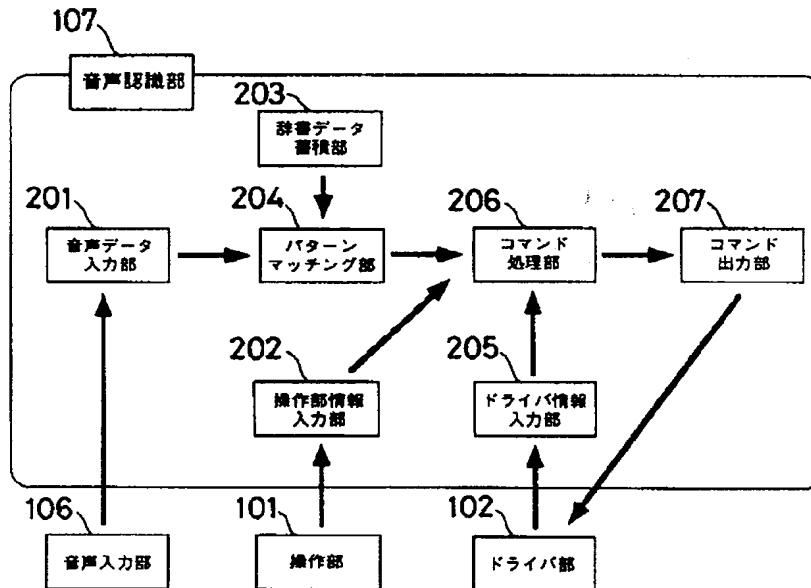 107
音声認識部
203
辞書データ
蓄積部
201
音声データ
入力部
204
パターン
マッチング部
206
コマンド
処理部
207
コマンド
出力部
202
操作部情報
入力部
205
ドライバ情報
入力部
106
音声入力部
101
操作部
102
ドライバ部